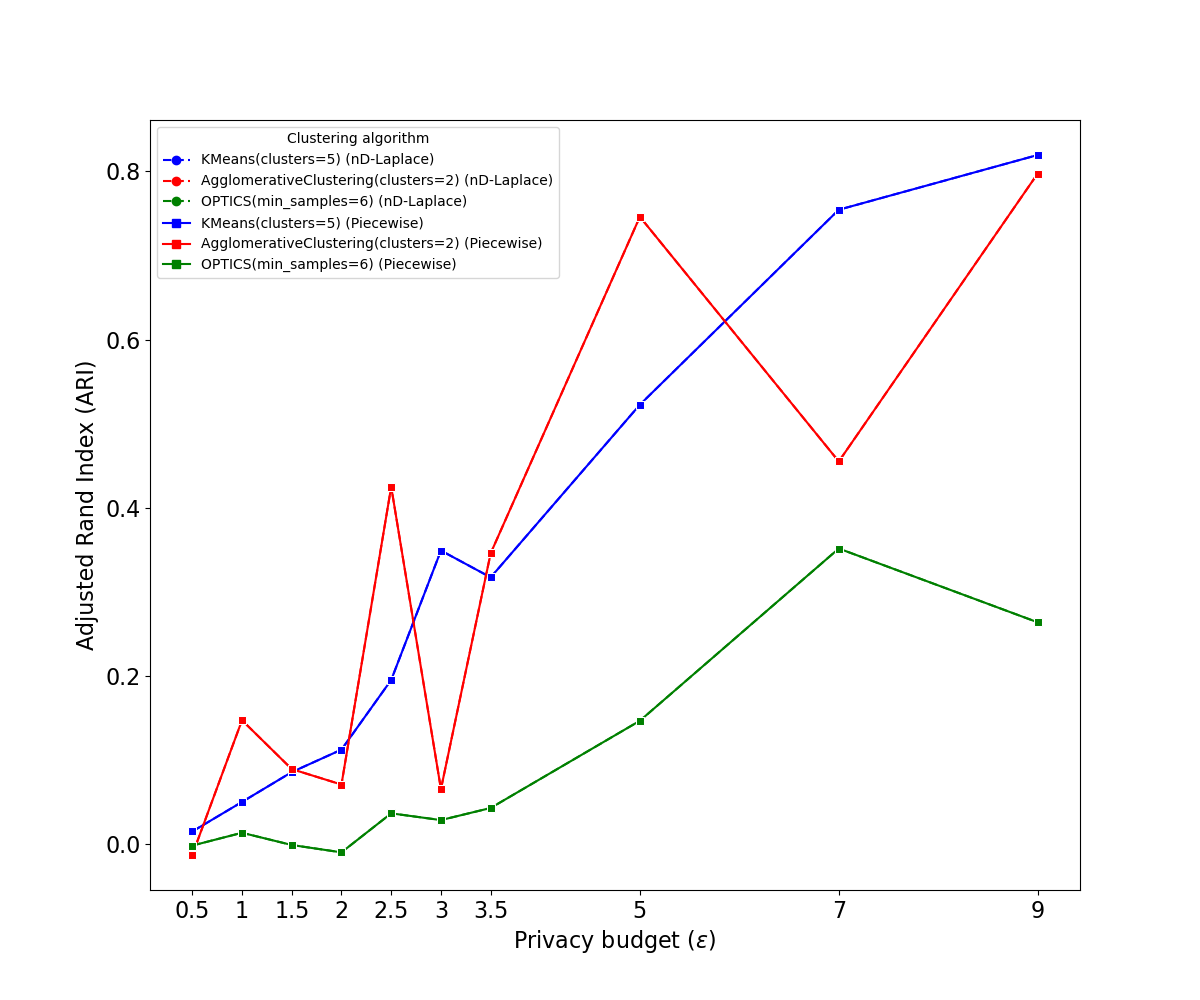 Clustering algorithm
KMeans(clusters=5) (nD-Laplace)
AgglomerativeClustering(clusters=2) (nD-Laplace)
OPTICS(min_samples=6) (nD-Laplace)
KMeans(clusters=5) (Piecewise)
AgglomerativeClustering(clusters=2) (Piecewise)
OPTICS(min_samples=6) (Piecewise)
Adjusted Rand Index (ARI)
0.8
0.6
0.4
0.2
0.0
0.5 1 1.5 2 2.5 3 3.5 5 7 9
Privacy budget (ε)